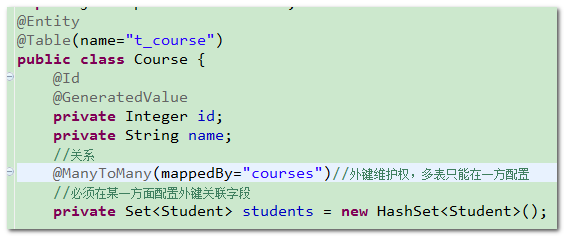 @Entity
@Table(name="t_course")
public class Course {
@Id
@GeneratedValue
private Integer id;
private String name;
//关系
@ManyToMany(mappedBy="courses")//外键维护权，多表只能在一方配置
//必须在某一方面配置外键关联字段
private Set<Student> students = new HashSet<Student>();